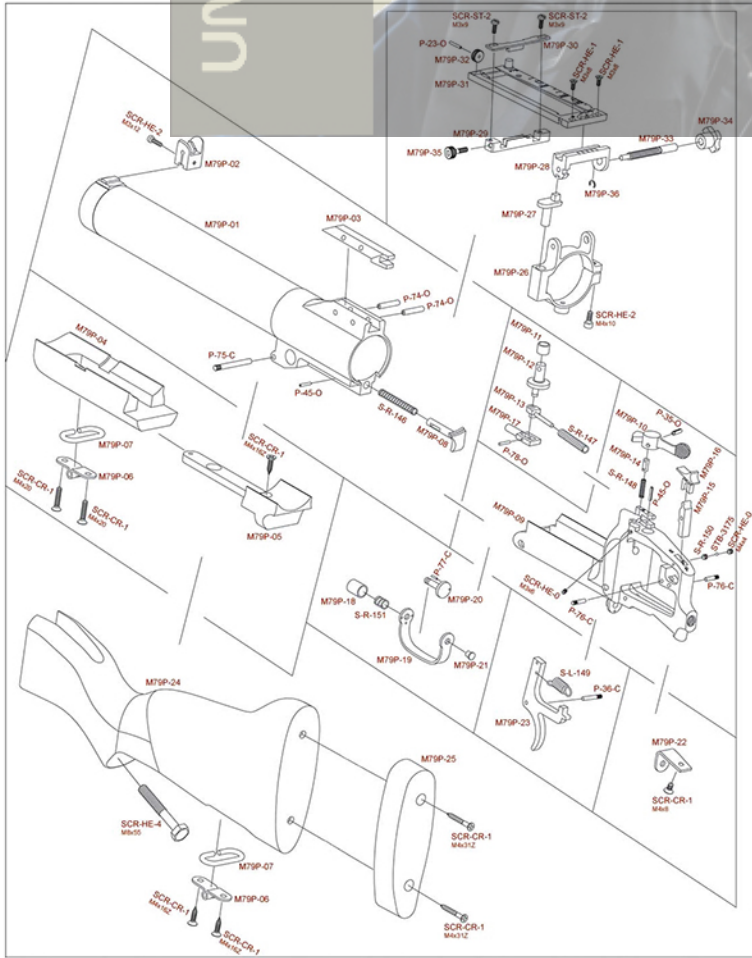 UN
SCR-ST-2
M3x9
SCR-ST-2
M3x9
P-23-O
M79P-30
M79P-32
M79P-31
SCR-HE-1
M3x8
SCR-HE-1
M3x8
M79P-29
M79P-35
M79P-34
M79P-33
M79P-28
M79P-36
M79P-27
M79P-26
SCR-HE-2
M4x10
SCR-HE-2
M3x12
M79P-02
M79P-01
M79P-03
P-74-O
P-74-O
P-75-C
P-45-O
S-R-146
M79P-08
M79P-04
M79P-07
M79P-06
SCR-CR-1
M4x20
SCR-CR-1
M4x20
SCR-CR-1
M4x16Z
M79P-05
M79P-11
M79P-12
M79P-13
M79P-17
S-R-147
P-78-O
P-35-O
M79P-10
M79P-14
S-R-148
P-45-O
M79P-16
M79P-15
M79P-09
S-R-150
STB-3175
SCR-HE-0
M4x4
SCR-HE-0
M3x6
P-76-C
P-76-C
P-77-C
M79P-18
S-R-151
M79P-20
M79P-19
M79P-21
S-L-149
P-36-C
M79P-23
M79P-22
SCR-CR-1
M4x8
M79P-24
SCR-HE-4
M8x55
M79P-25
SCR-CR-1
M4x31Z
M79P-07
M79P-06
SCR-CR-1
M4x16Z
SCR-CR-1
M4x16Z
SCR-CR-1
M4x31Z